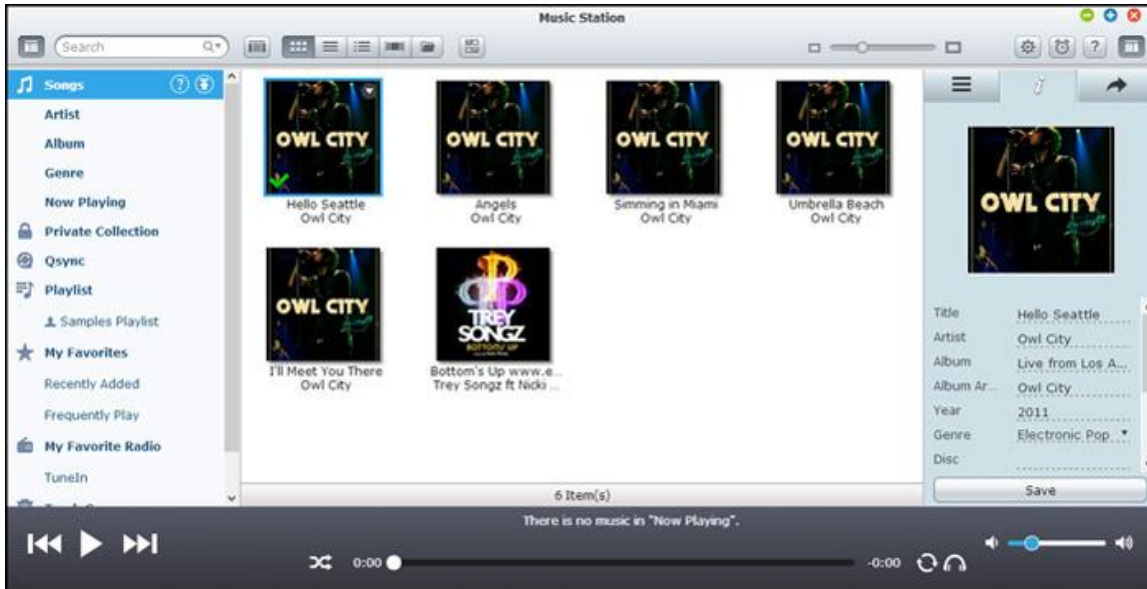 Music Station
Search
Songs
Artist
Album
Genre
Now Playing
Private Collection
Qsync
Playlist
Samples Playlist
My Favorites
Recently Added
Frequently Play
My Favorite Radio
TuneIn
OWL CITY
OWL CITY
OWL CITY
OWL CITY
Hello Seattle
Owl City
Angels
Owl City
Simming in Miami
Owl City
Umbrella Beach
Owl City
OWL CITY
TREY
SONGZ
BOTTOMS UP
I'll Meet You There
Owl City
Bottom's Up www.e...
Trey Songz ft Nicki ...
6 Item(s)
OWL CITY
Title Hello Seattle
Artist Owl City
Album Live from Los A...
Album Ar... Owl City
Year 2011
Genre Electronic Pop
Disc
Save
There is no music in "Now Playing".
0:00
-0:00